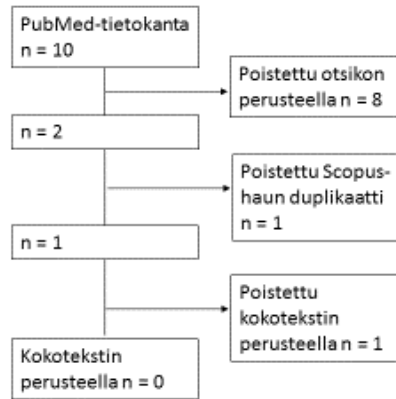 PubMed-tietokanta
n = 10
Poistettu otsikon
perusteella n = 8
n = 2
Poistettu Scopus-
haun duplikaatti
n = 1
n = 1
Poistettu
kokotekstin
perusteella n = 1
Kokotekstin
perusteella n = 0